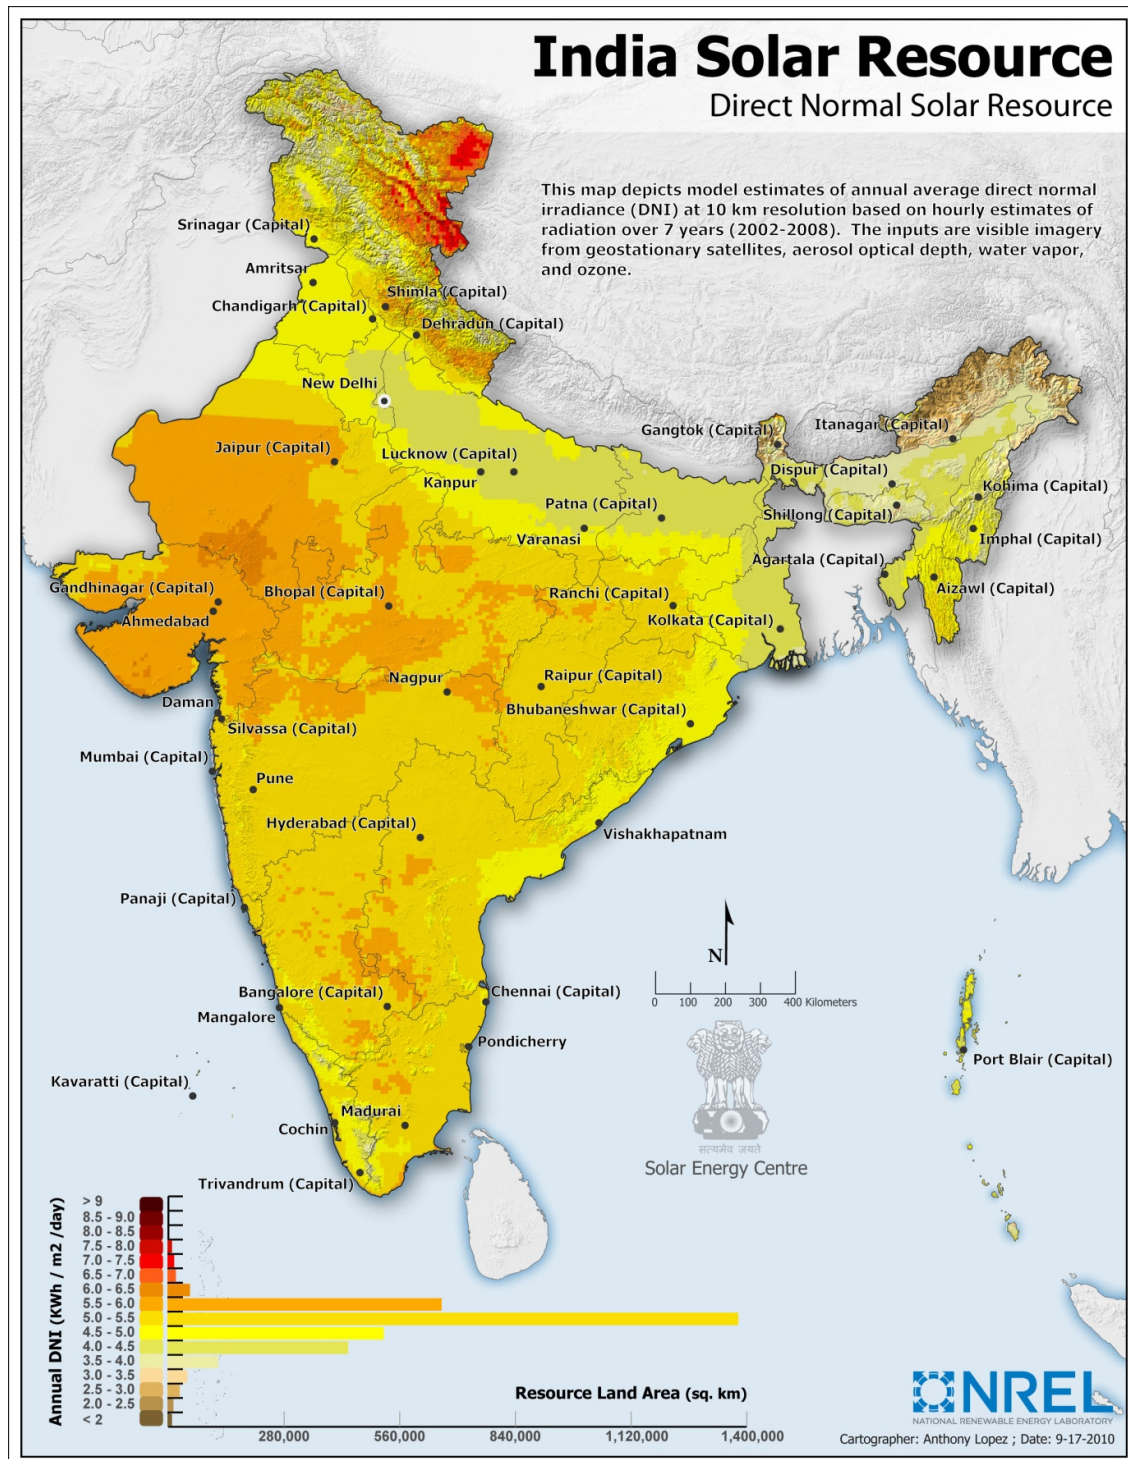 India Solar Resource
Direct Normal Solar Resource
This map depicts model estimates of annual average direct normal
irradiance (DNI) at 10 km resolution based on hourly estimates of
radiation over 7 years (2002-2008). The inputs are visible imagery
from geostationary satellites, aerosol optical depth, water vapor,
and ozone.
Srinagar (Capital)
Amritsar
Shimla (Capital)
Chandigarh (Capital)
Dehradun (Capital)
New Delhi
Gangtok (Capital)
Itanagar (Capital)
Jaipur (Capital)
Lucknow (Capital)
Dispur (Capital)
Kanpur
Kohima (Capital)
Patna (Capital)
Shillong (Capital)
Varanasi
Imphal (Capital)
Agartala (Capital)
Gandhinagar (Capital)
Bhopal (Capital)
Ranchi (Capital)
Aizawl (Capital)
Ahmedabad
Kolkata (Capital)
Nagpur
Raipur (Capital)
Daman
Bhubaneshwar (Capital)
Silvassa (Capital)
Mumbai (Capital)
Pune
Hyderabad (Capital)
Vishakhapatnam
Panaji (Capital)
N
Bangalore (Capital)
Chennai (Capital)
0 100 200 300 400 Kilometers
Mangalore
Pondicherry
Port Blair (Capital)
Kavaratti (Capital)
Madurai
Cochin
सत्यमेव जयते
Solar Energy Centre
Trivandrum (Capital)
Annual DNI (KWh / m2 /day)
> 9
8.5 - 9.0
8.0 - 8.5
7.5 - 8.0
7.0 - 7.5
6.5 - 7.0
6.0 - 6.5
5.5 - 6.0
5.0 - 5.5
4.5 - 5.0
4.0 - 4.5
3.5 - 4.0
3.0 - 3.5
2.5 - 3.0
2.0 - 2.5
< 2
Resource Land Area (sq. km)
280,000 560,000 840,000 1,120,000 1,400,000
NREL
NATIONAL RENEWABLE ENERGY LABORATORY
Cartographer: Anthony Lopez ; Date: 9-17-2010